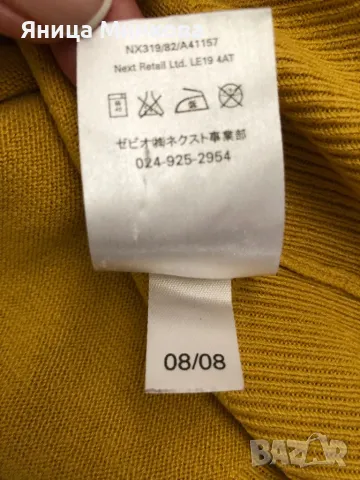 Яница М
NX319/82/A41157
Next Retail Ltd. LE19 4AT
ゼビオ㈱ネクスト事業部
024-925-2954
08/08
BAZAR